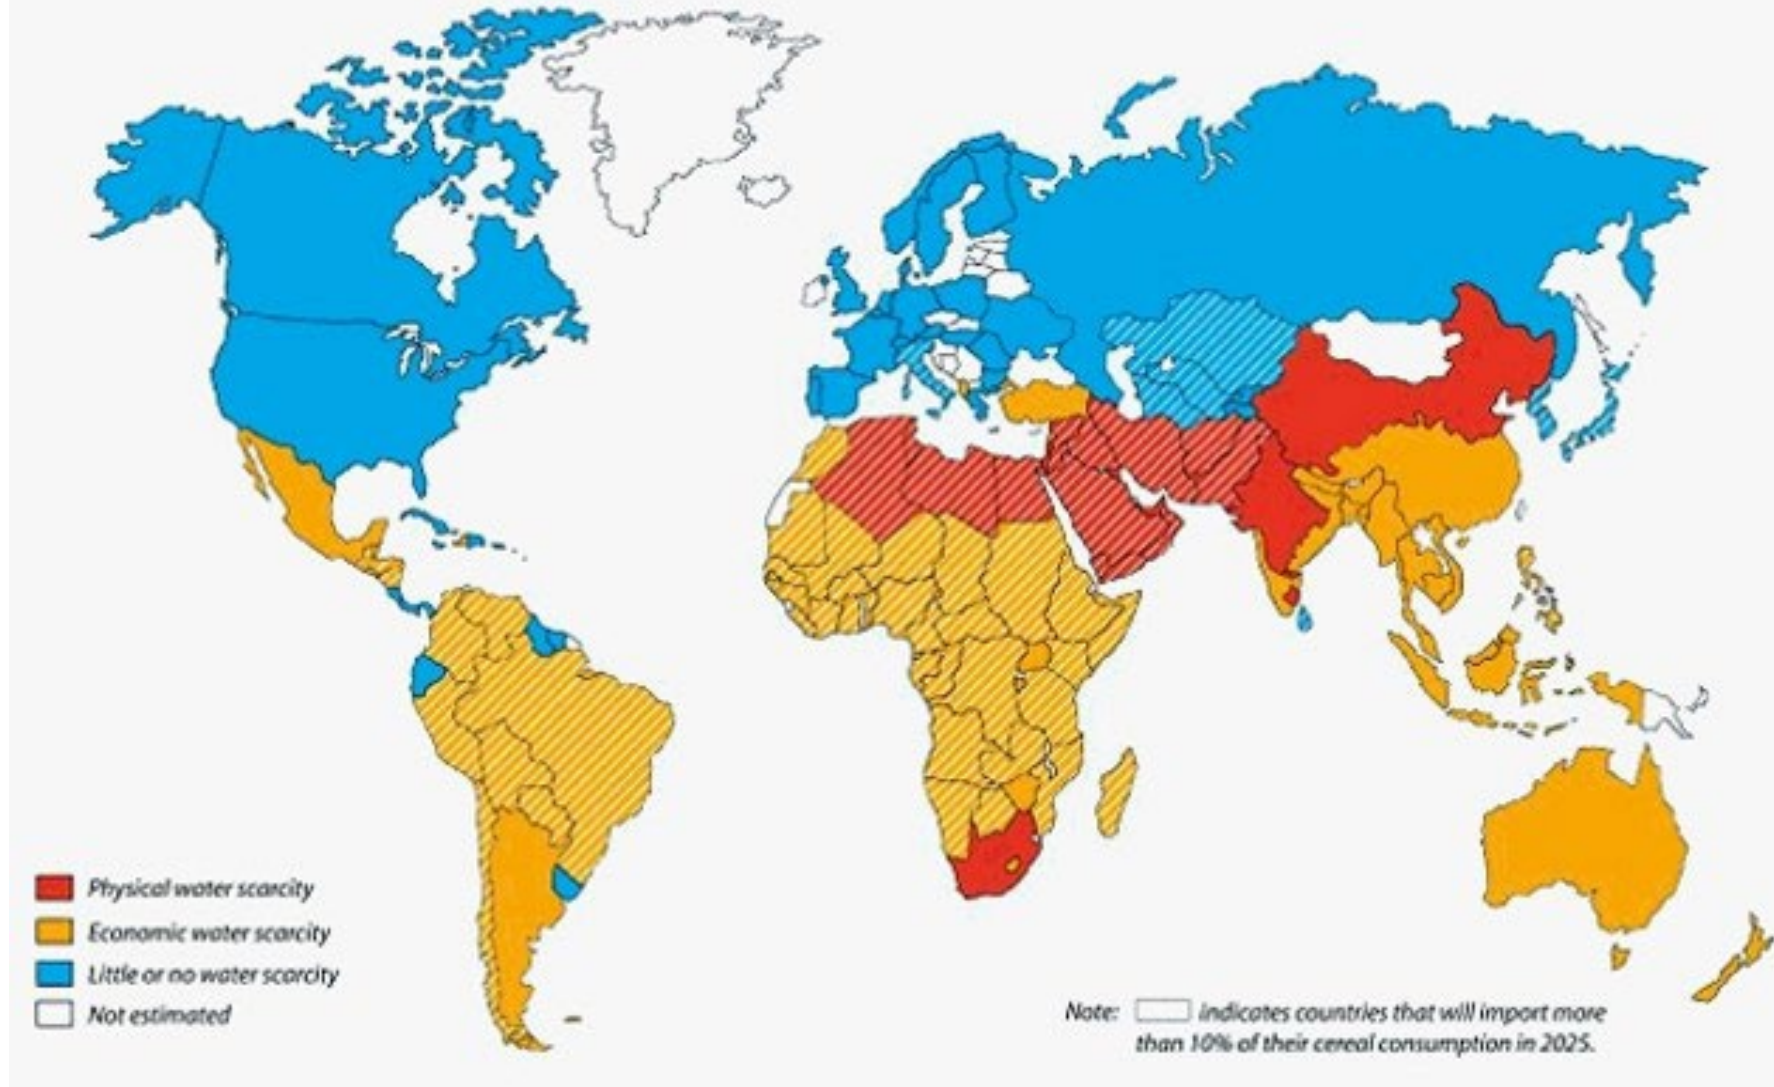 Physical water scarcity
Economic water scarcity
Little or no water scarcity
Not estimated
Note: indicates countries that will import more
than 10% of their cereal consumption in 2025.